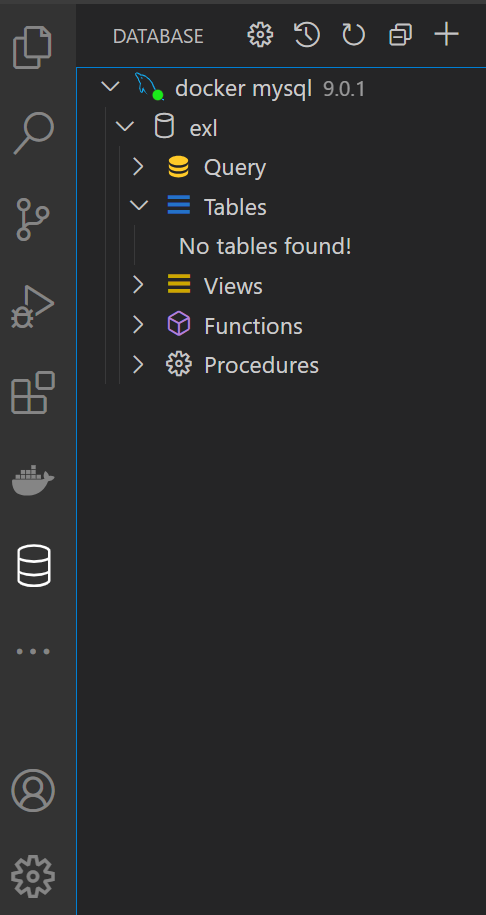 DATABASE
docker mysql 9.0.1
exl
Query
Tables
No tables found!
Views
Functions
Procedures